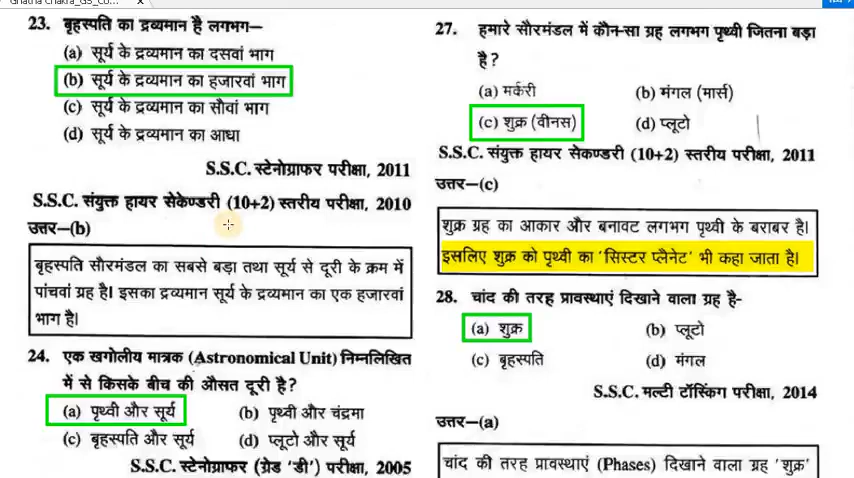 Ghatna Chakra_GS_Co... X
23. बृहस्पति का द्रव्यमान है लगभग–
(a) सूर्य के द्रव्यमान का दसवां भाग
(b) सूर्य के द्रव्यमान का हजारवां भाग
(c) सूर्य के द्रव्यमान का सौवां भाग
(d) सूर्य के द्रव्यमान का आधा
S.S.C. स्टेनोग्राफर परीक्षा, 2011
S.S.C. संयुक्त हायर सेकेण्डरी (10+2) स्तरीय परीक्षा, 2010
उत्तर–(b)
बृहस्पति सौरमंडल का सबसे बड़ा तथा सूर्य से दूरी के क्रम में
पांचवां ग्रह है। इसका द्रव्यमान सूर्य के द्रव्यमान का एक हजारवां
भाग है।
24. एक खगोलीय मात्रक (Astronomical Unit) निम्नलिखित
में से किसके बीच की औसत दूरी है?
(a) पृथ्वी और सूर्य (b) पृथ्वी और चंद्रमा
(c) बृहस्पति और सूर्य (d) प्लूटो और सूर्य
S.S.C. स्टेनोग्राफर (ग्रेड 'डी') परीक्षा, 2005
27. हमारे सौरमंडल में कौन-सा ग्रह लगभग पृथ्वी जितना बड़ा
है?
(a) मर्करी (b) मंगल (मार्स)
(c) शुक्र (वीनस) (d) प्लूटो
S.S.C. संयुक्त हायर सेकण्डरी (10+2) स्तरीय परीक्षा, 2011
उत्तर–(c)
शुक्र ग्रह का आकार और बनावट लगभग पृथ्वी के बराबर है।
इसलिए शुक्र को पृथ्वी का 'सिस्टर प्लैनेट' भी कहा जाता है।
28. चांद की तरह प्रावस्थाएं दिखाने वाला ग्रह है-
(a) शुक्र (b) प्लूटो
(c) बृहस्पति (d) मंगल
S.S.C. मल्टी टॉस्किंग परीक्षा, 2014
उत्तर–(a)
चांद की तरह प्रावस्थाएं (Phases) दिखाने वाला ग्रह 'शुक्र'